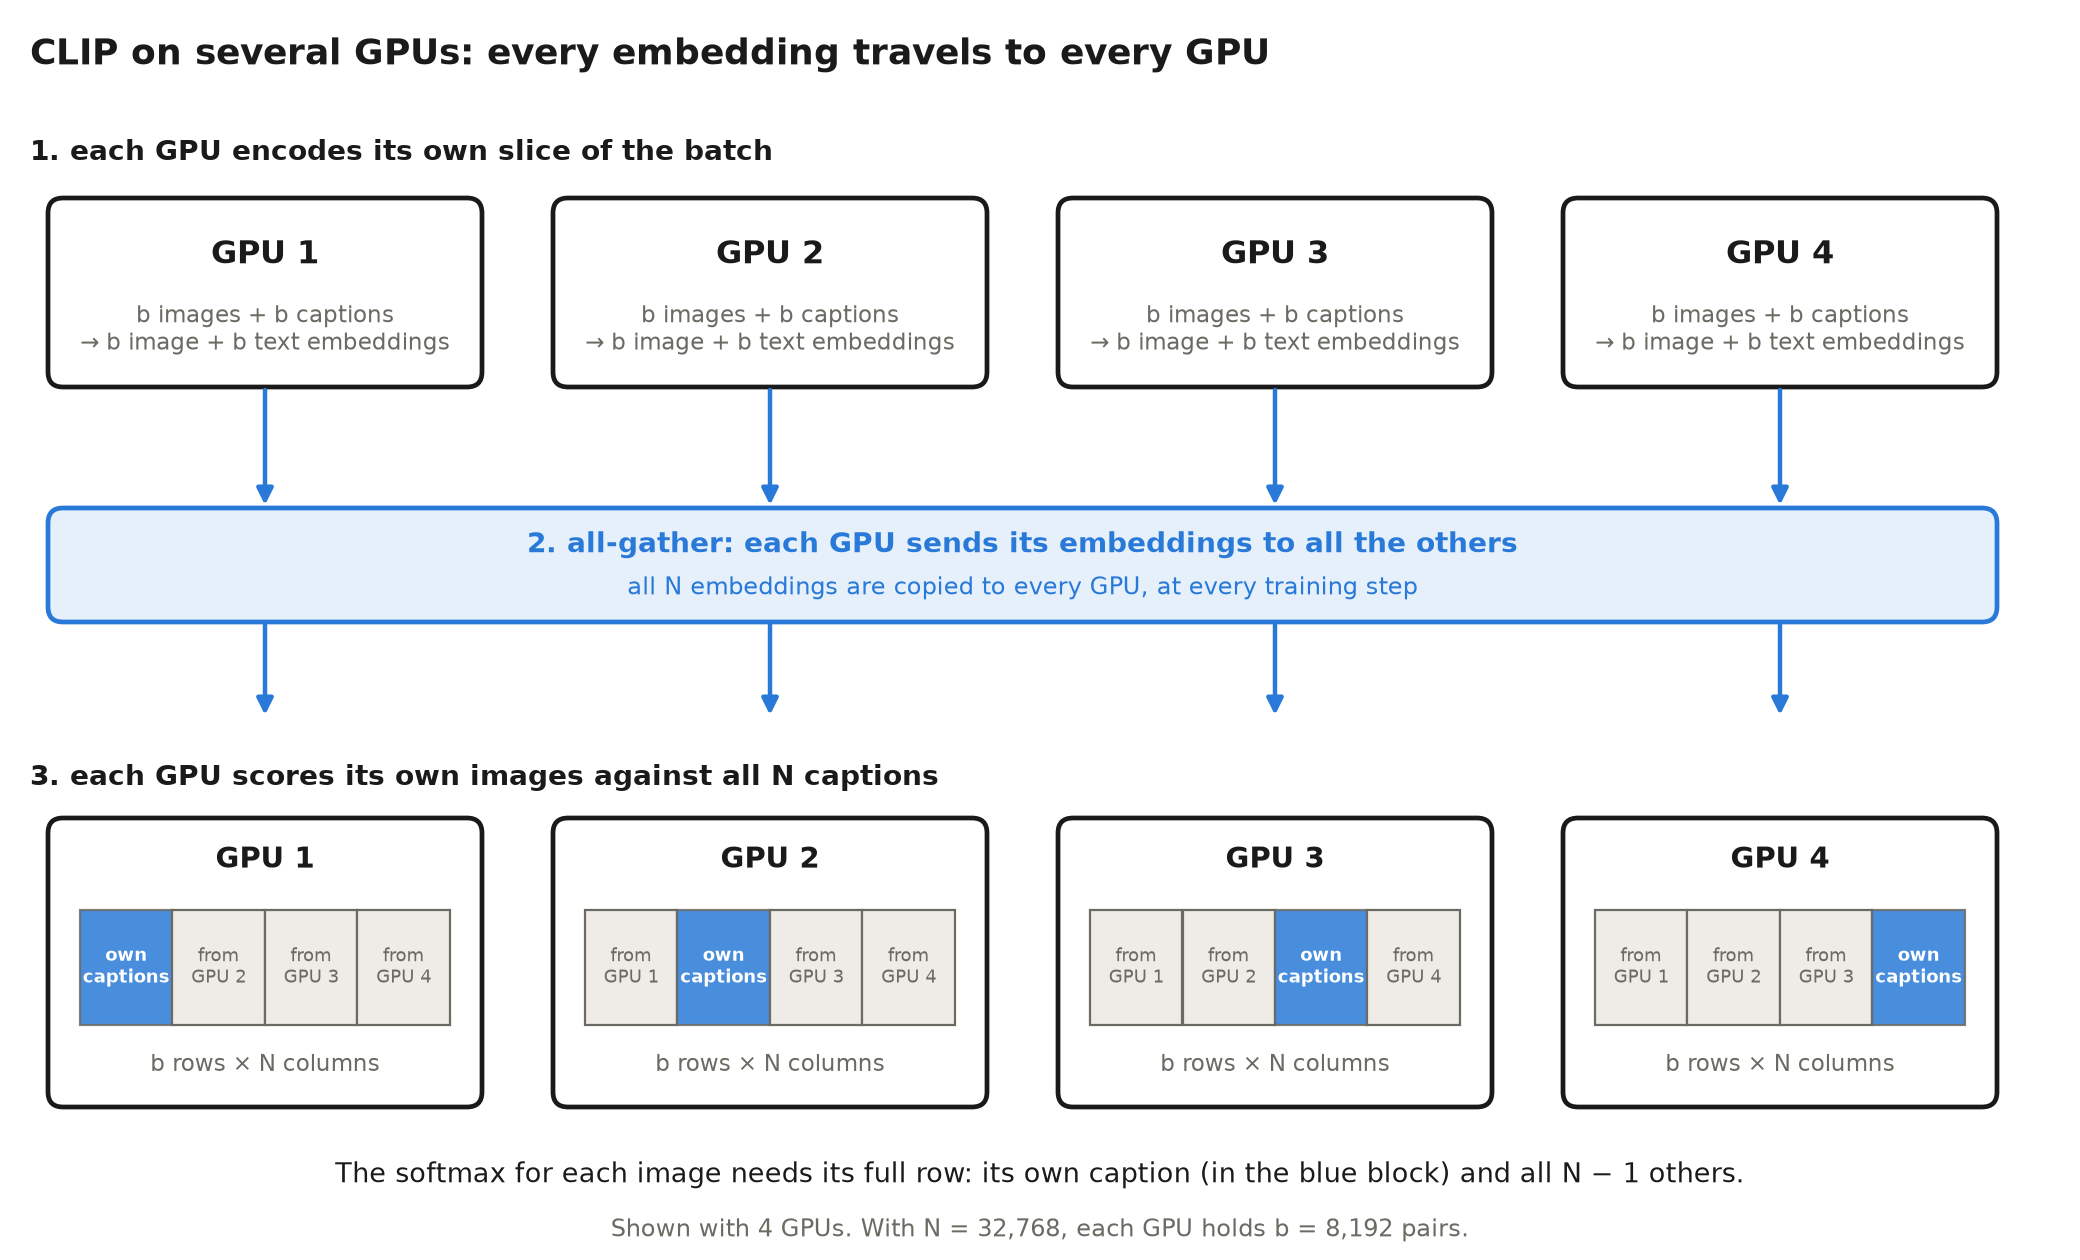 CLIP on several GPUs: every embedding travels to every GPU
1. each GPU encodes its own slice of the batch
GPU 1
b images + b captions
→ b image + b text embeddings
GPU 2
b images + b captions
→ b image + b text embeddings
GPU 3
b images + b captions
→ b image + b text embeddings
GPU 4
b images + b captions
→ b image + b text embeddings
2. all-gather: each GPU sends its embeddings to all the others
all N embeddings are copied to every GPU, at every training step
3. each GPU scores its own images against all N captions
GPU 1
own
captions
from
GPU 2
from
GPU 3
from
GPU 4
b rows × N columns
GPU 2
from
GPU 1
own
captions
from
GPU 3
from
GPU 4
b rows × N columns
GPU 3
from
GPU 1
from
GPU 2
own
captions
from
GPU 4
b rows × N columns
GPU 4
from
GPU 1
from
GPU 2
from
GPU 3
own
captions
b rows × N columns
The softmax for each image needs its full row: its own caption (in the blue block) and all N − 1 others.
Shown with 4 GPUs. With N = 32,768, each GPU holds b = 8,192 pairs.